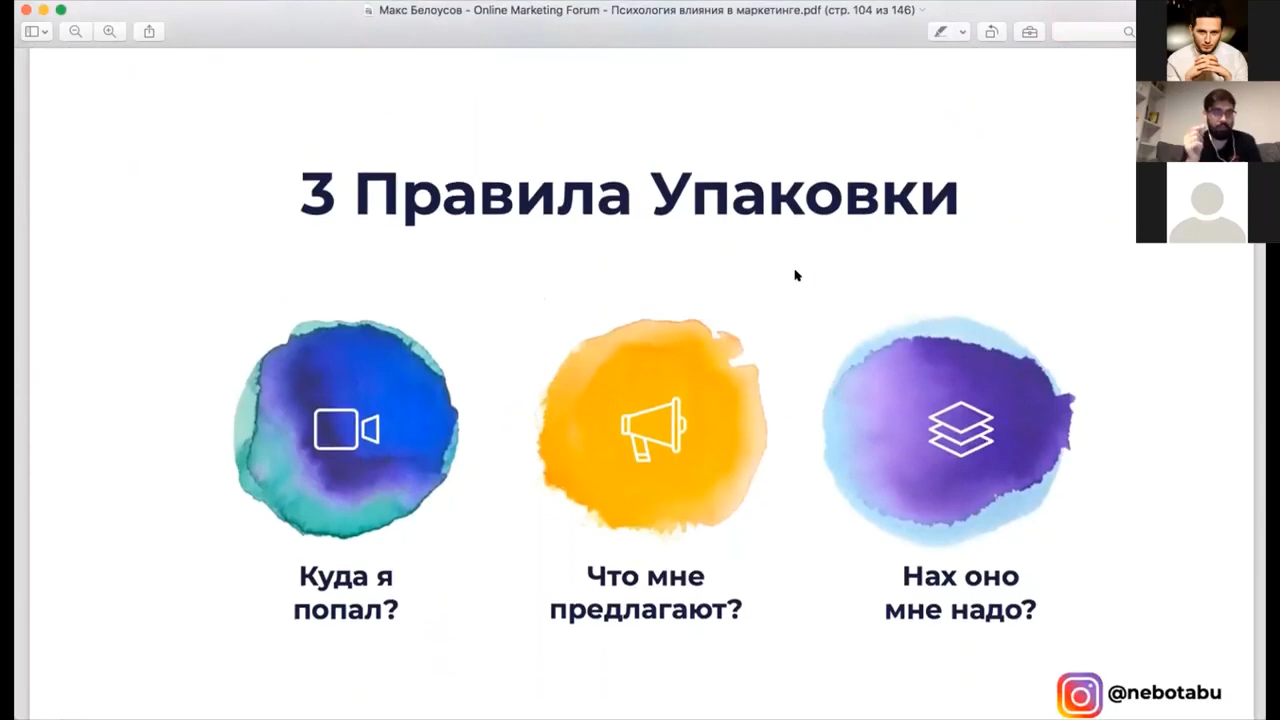 Макс Белоусов - Online Marketing Forum - Психология влияния в маркетинге.pdf (стр. 104 из 146)
3 Правила Упаковки
Куда я
попал?
Что мне
предлагают?
Нах оно
мне надо?
@nebotabu